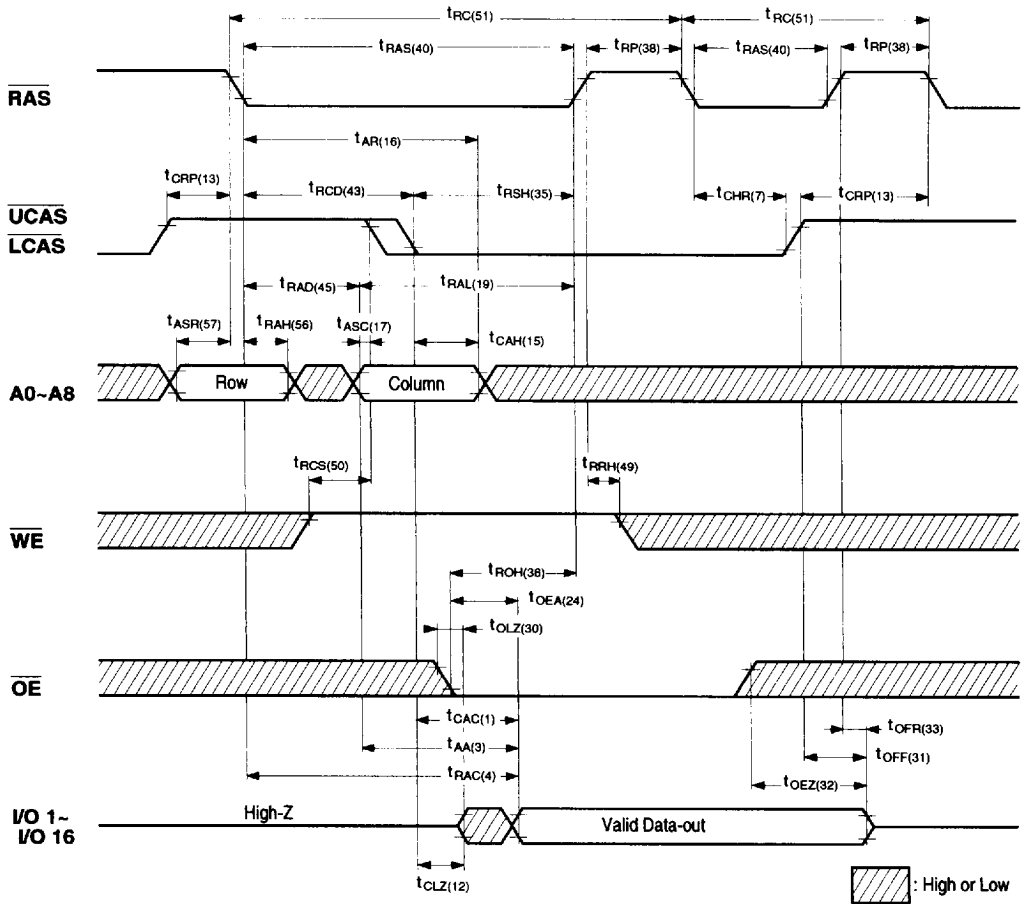 tRC(51) tRC(51)
tRAS(40) tRP(38) tRAS(40) tRP(38)
RAS
tAR(16)
tCRP(13) tRCD(43) tRSH(35) tCHR(7) tCRP(13)
UCAS
LCAS
tRAD(45) tRAL(19)
tASR(57) tRAH(56) tASC(17) tCAH(15)
A0~A8 Row Column
tRCS(50) tRRH(49)
WE
tROH(38)
tOEA(24)
tOLZ(30)
OE
tCAC(1) tOFR(33)
tAA(3) tOFF(31)
tRAC(4) tOEZ(32)
I/O 1~
I/O 16
High-Z Valid Data-out
tCLZ(12)
: High or Low